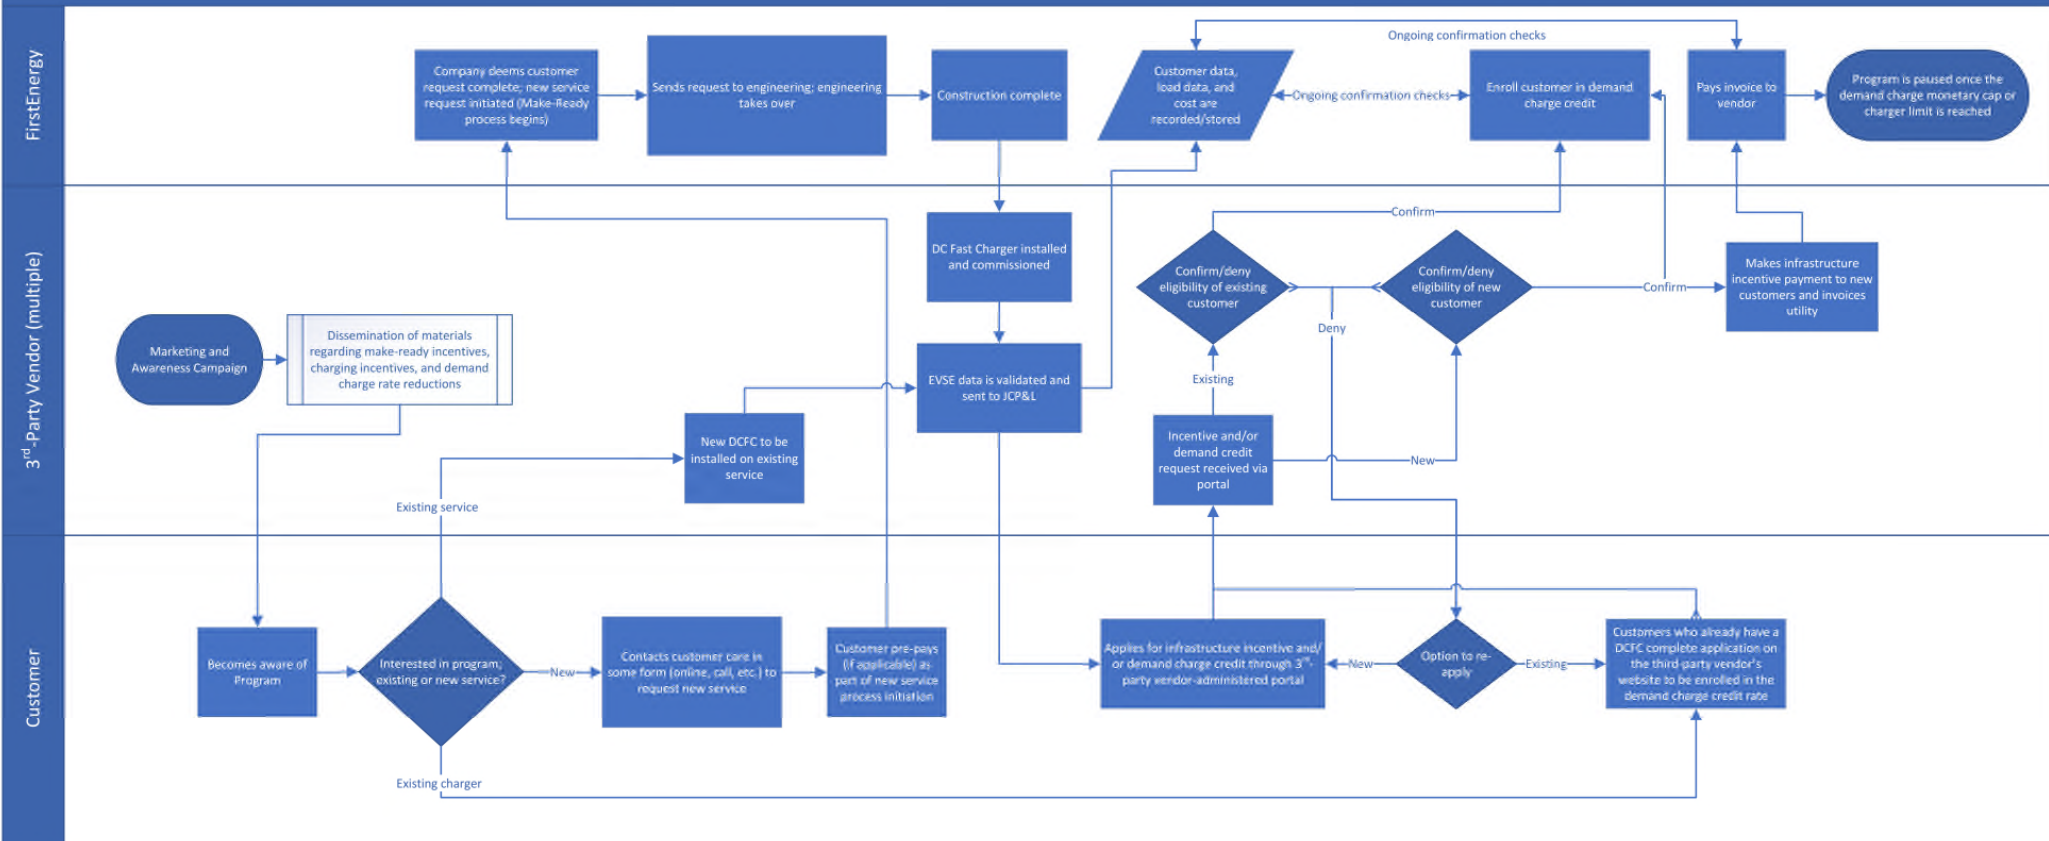 FirstEnergy
Company deems customer
request complete; new service
request initiated (Make-Ready
process begins)
Sends request to engineering; engineering
takes over
Construction complete
Customer data,
load data, and
cost are
recorded/stored
Ongoing confirmation checks
Ongoing confirmation checks
Enroll customer in demand
charge credit
Pays invoice to
vendor
Program is paused once the
demand charge monetary cap or
charger limit is reached
3rd-Party Vendor (multiple)
Marketing and
Awareness Campaign
Dissemination of materials
regarding make-ready incentives,
charging incentives, and demand
charge rate reductions
Existing service
New DCFC to be
installed on existing
service
DC Fast Charger installed
and commissioned
EVSE data is validated and
sent to JCP&L
Confirm
Confirm/deny
eligibility of existing
customer
Deny
Confirm/deny
eligibility of new
customer
Confirm
Makes infrastructure
incentive payment to new
customers and invoices
utility
Existing
Incentive and/or
demand credit
request received via
portal
New
Customer
Becomes aware of
Program
Interested in program;
existing or new service?
New
Contacts customer care in
some form (online, call, etc.) to
request new service
Customer pre-pays
(if applicable) as
part of new service
process initiation
Applies for infrastructure incentive and/
or demand charge credit through 3rd-
party vendor-administered portal
New
Option to re-
apply
Existing
Customers who already have a
DCFC complete application on
the third-party vendor's
website to be enrolled in the
demand charge credit rate
Existing charger